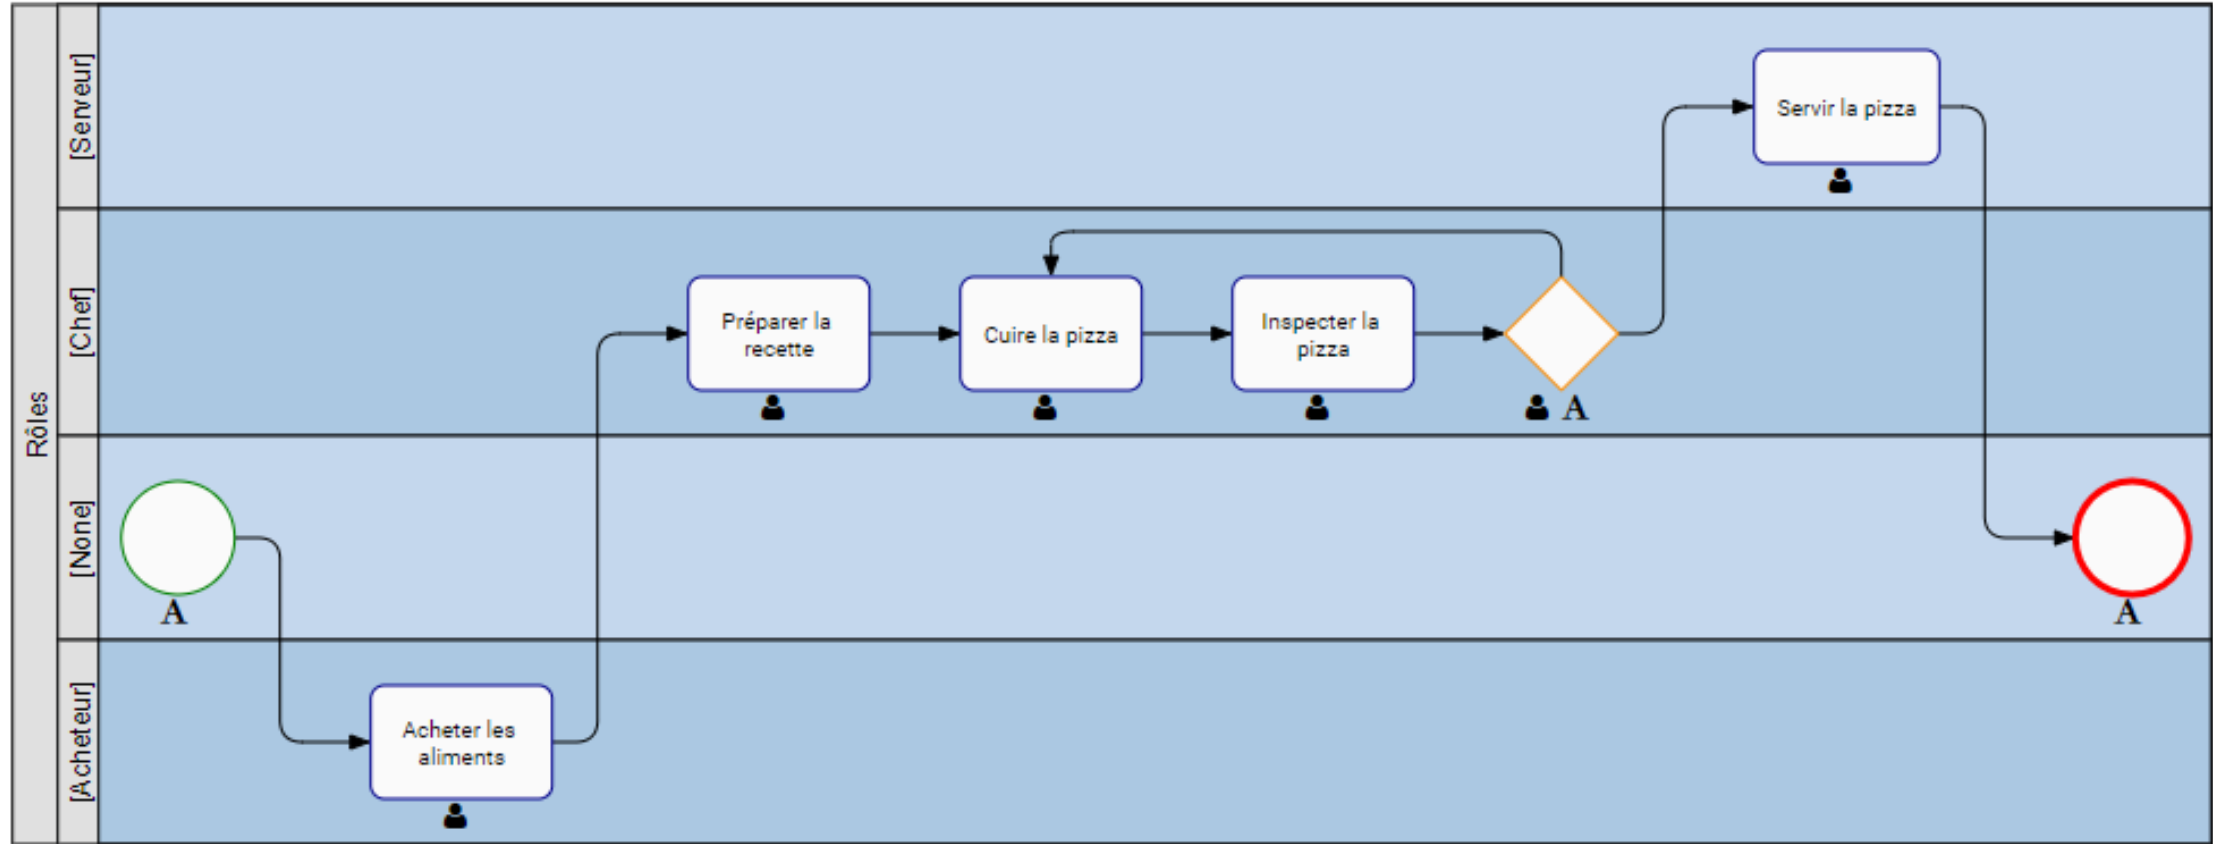 Rôles
[Serveur]
Servir la pizza
[Chef]
Préparer la
recette
Cuire la pizza
Inspecter la
pizza
A
[None]
A
A
[Acheteur]
Acheter les
aliments